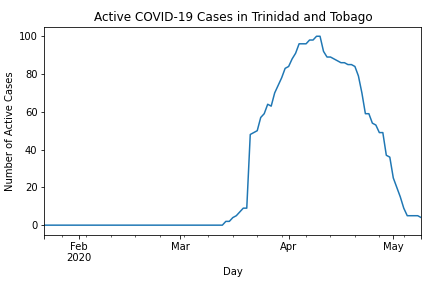 Active COVID-19 Cases in Trinidad and Tobago
Number of Active Cases
100
80
60
40
20
0
Feb Mar Apr May
2020
Day